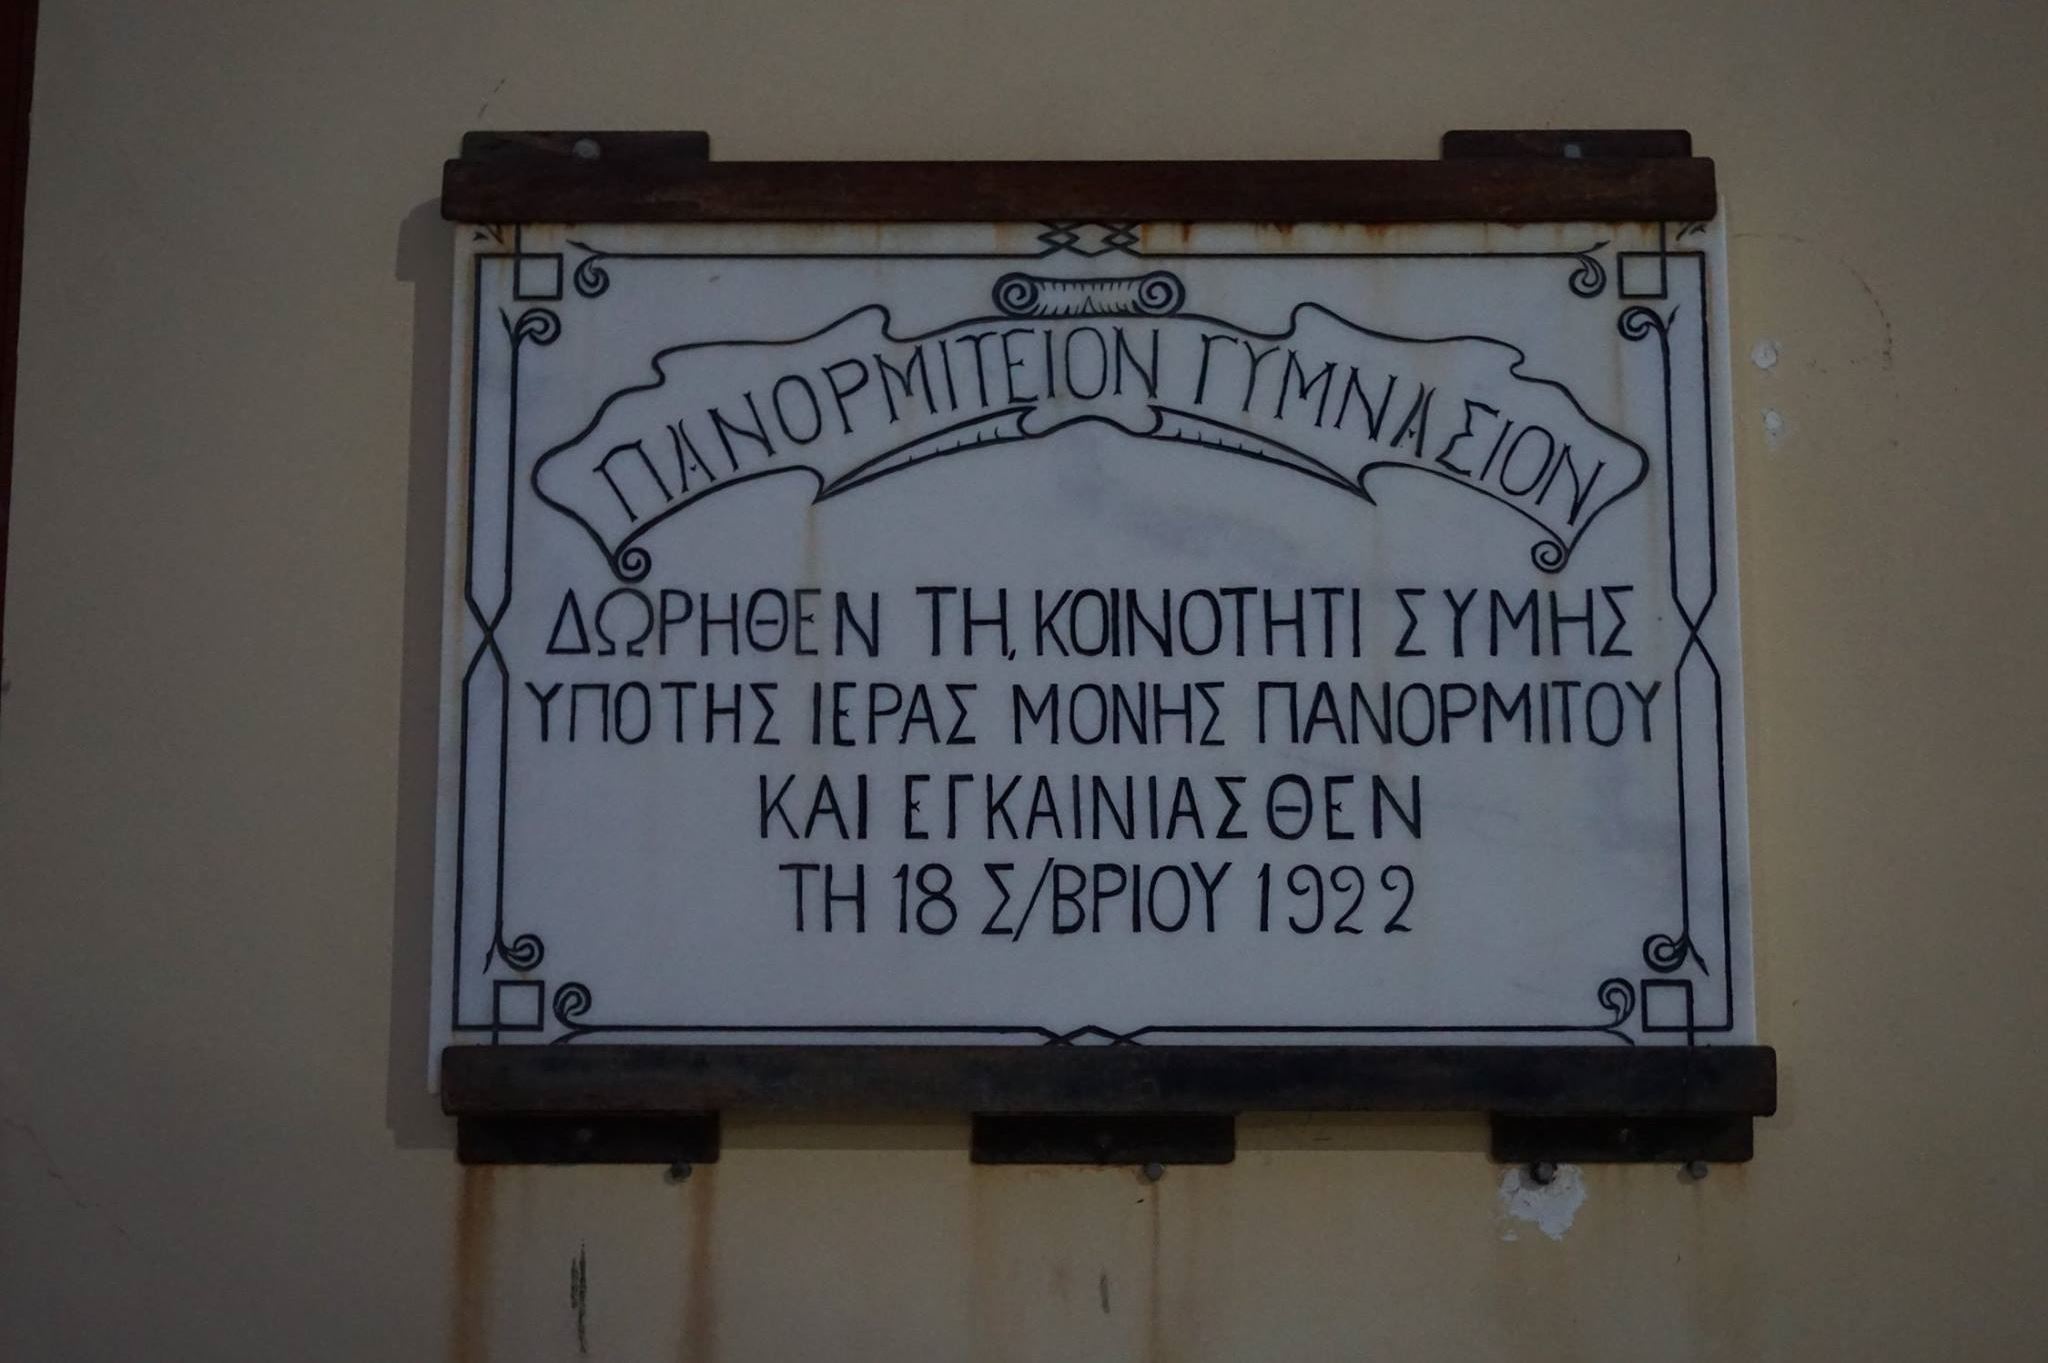 ΠΑΝΟΡΜΙΤΕΙΟΝ ΓΥΜΝΑΣΙΟΝ
ΔΩΡΗΘΕΝ ΤΗ, ΚΟΙΝΟΤΗΤΙ ΣΥΜΗΣ
ΥΠΟ ΤΗΣ ΙΕΡΑΣ ΜΟΝΗΣ ΠΑΝΟΡΜΙΤΟΥ
ΚΑΙ ΕΓΚΑΙΝΙΑΣΘΕΝ
ΤΗ 18 Σ/ΒΡΙΟΥ 1922